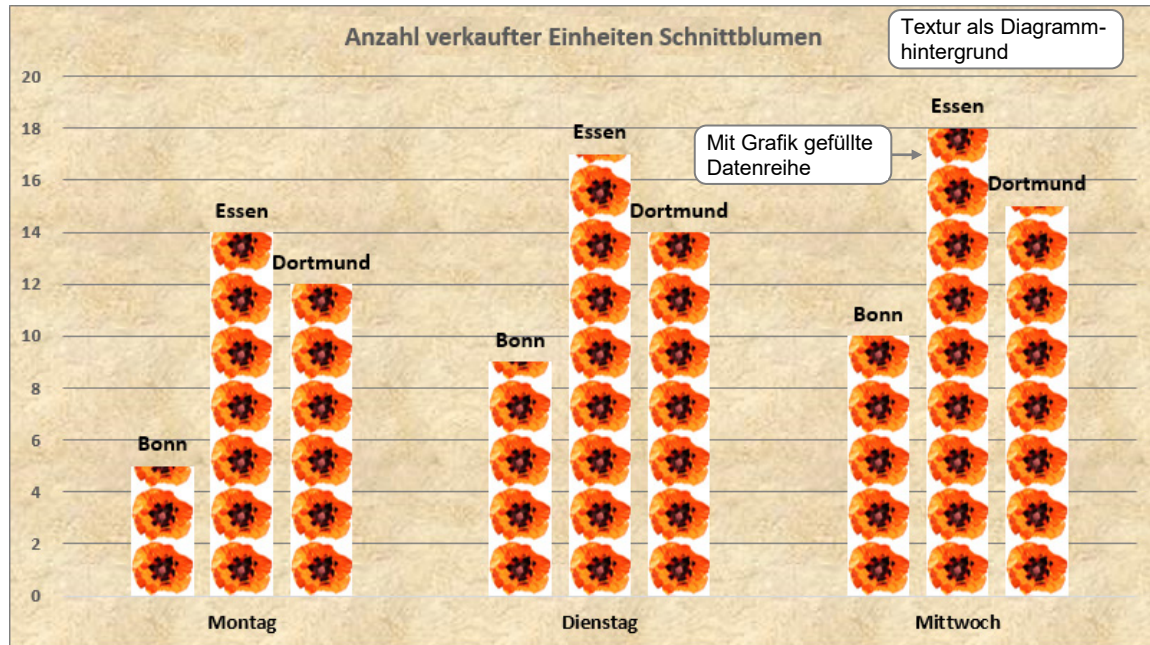 Anzahl verkaufter Einheiten Schnittblumen
Textur als Diagramm-
hintergrund
20
18
16
14
12
10
8
6
4
2
0
Mit Grafik gefüllte
Datenreihe
Bonn
Essen
Dortmund
Bonn
Essen
Dortmund
Bonn
Essen
Dortmund
Montag
Dienstag
Mittwoch